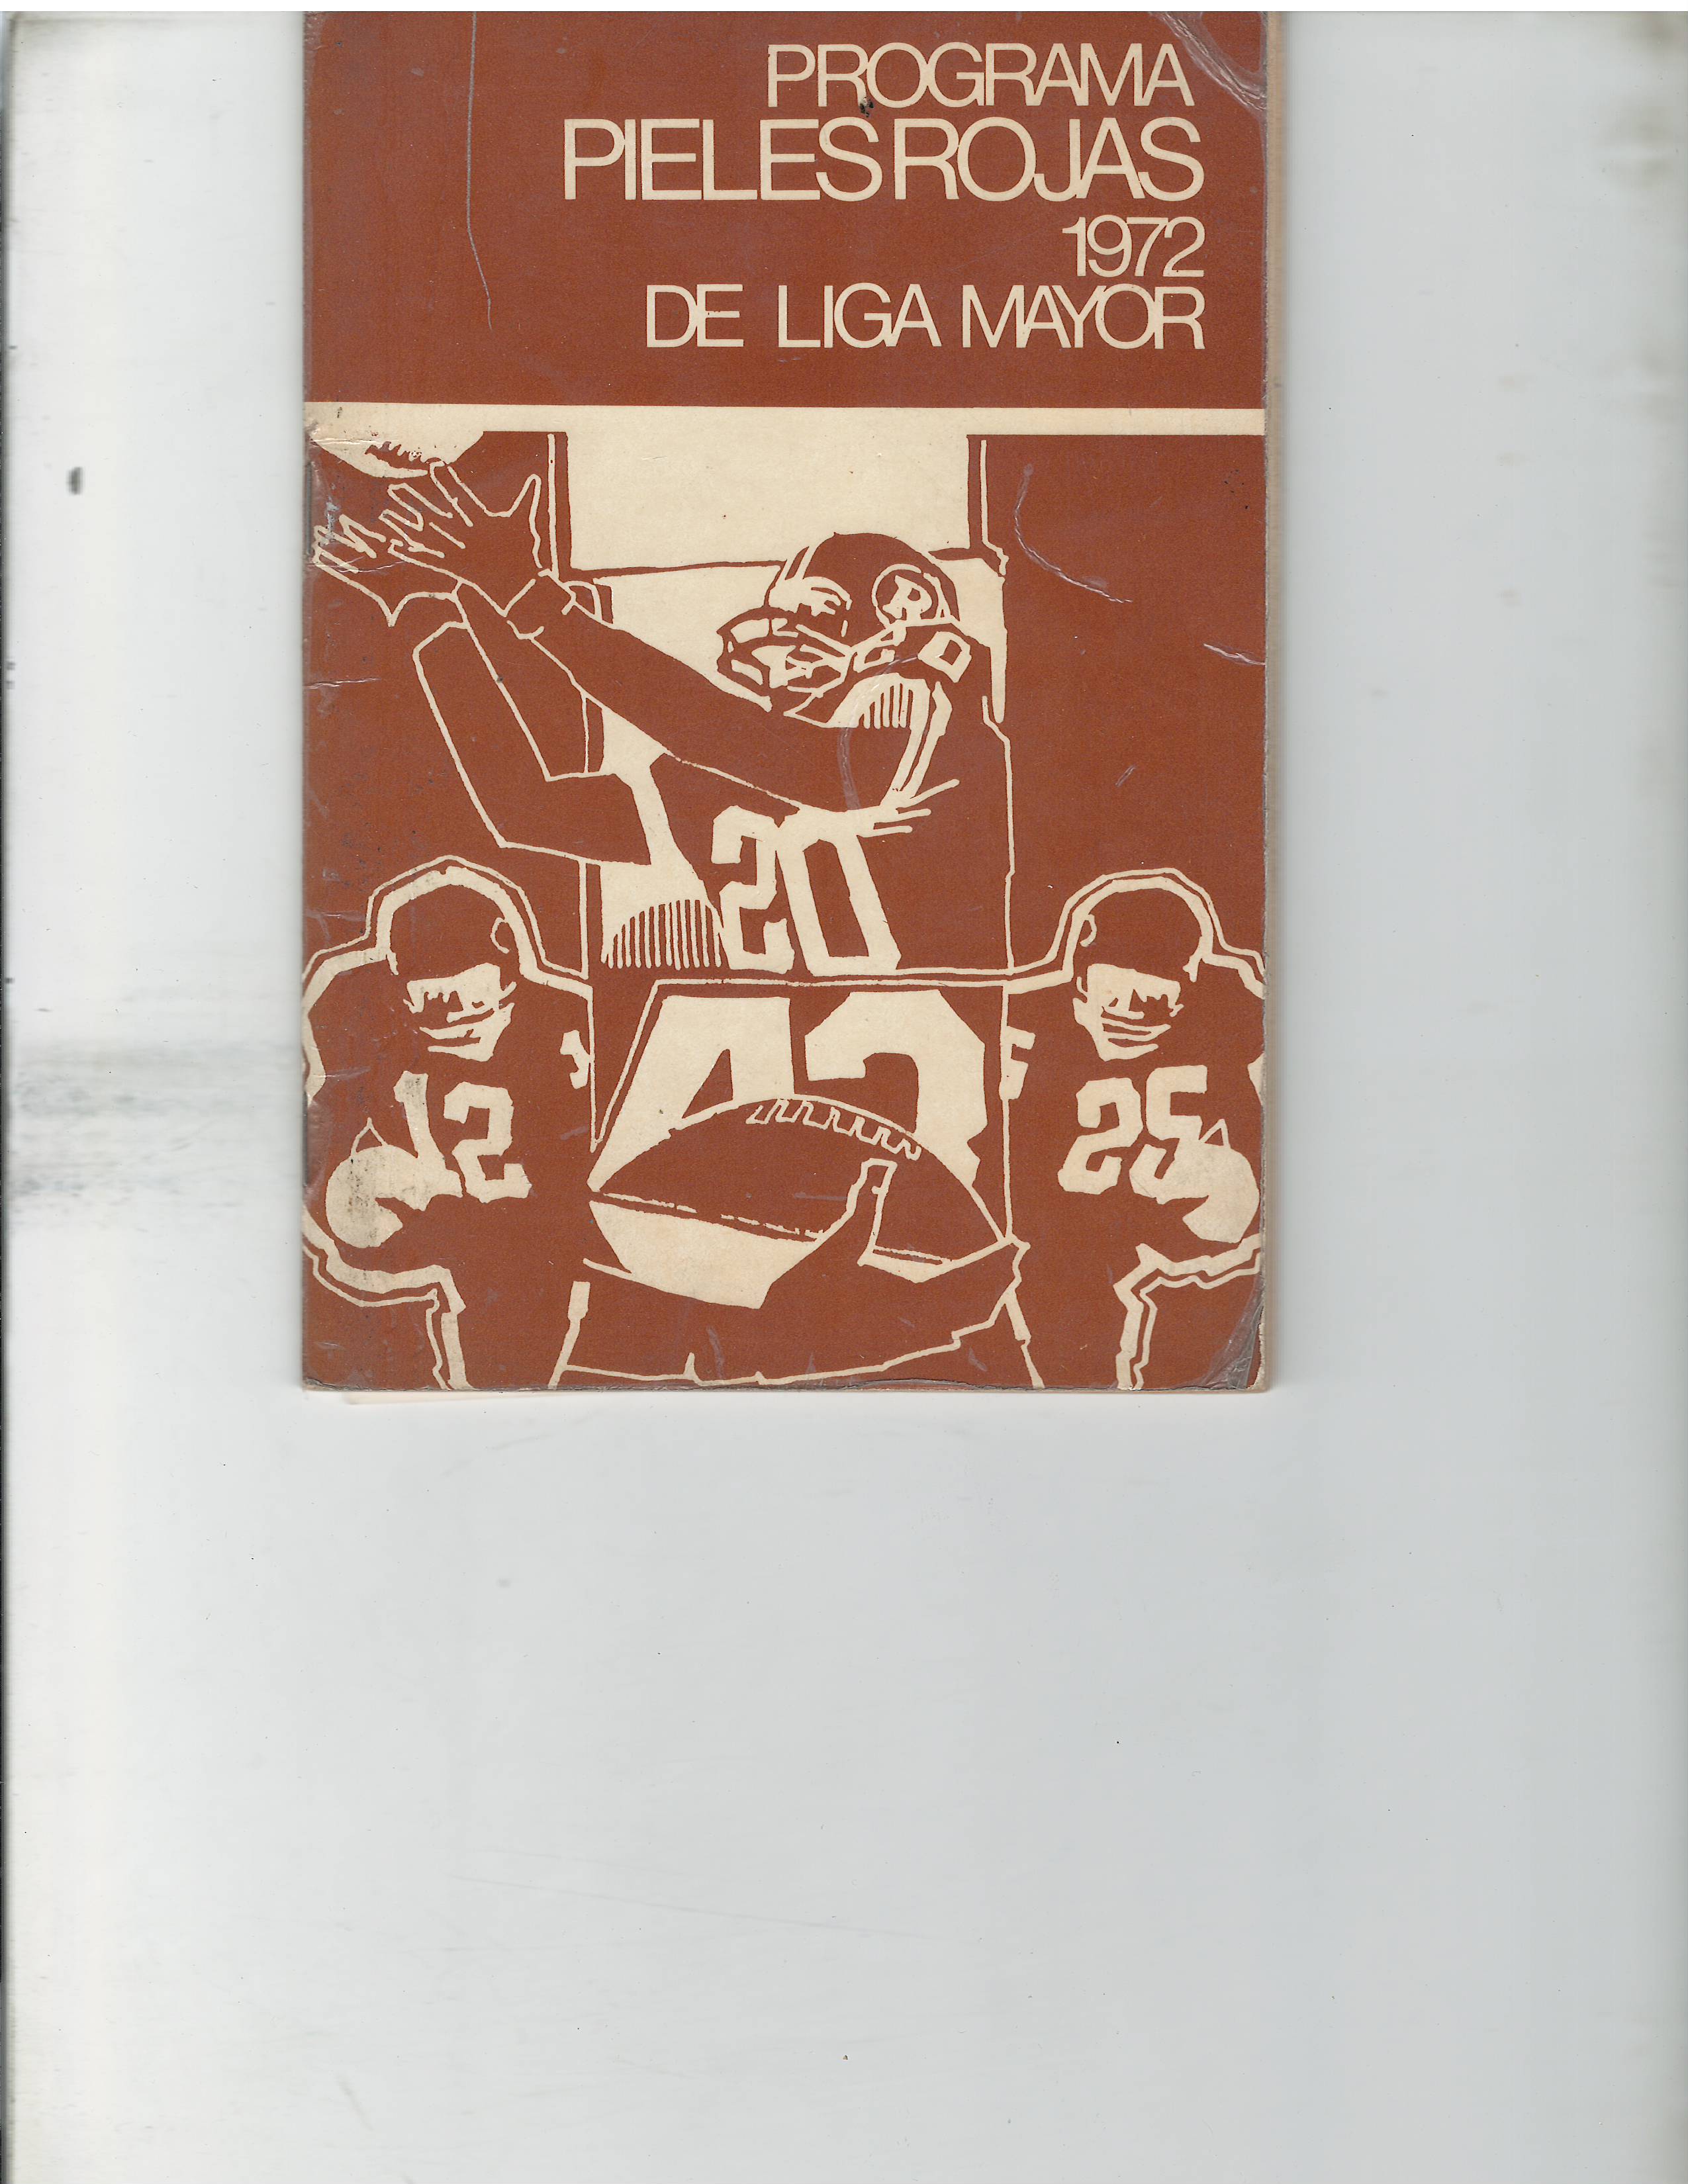 PROGRAMA
PIELES ROJAS
1972
DE LIGA MAYOR
R
20
42
12
25